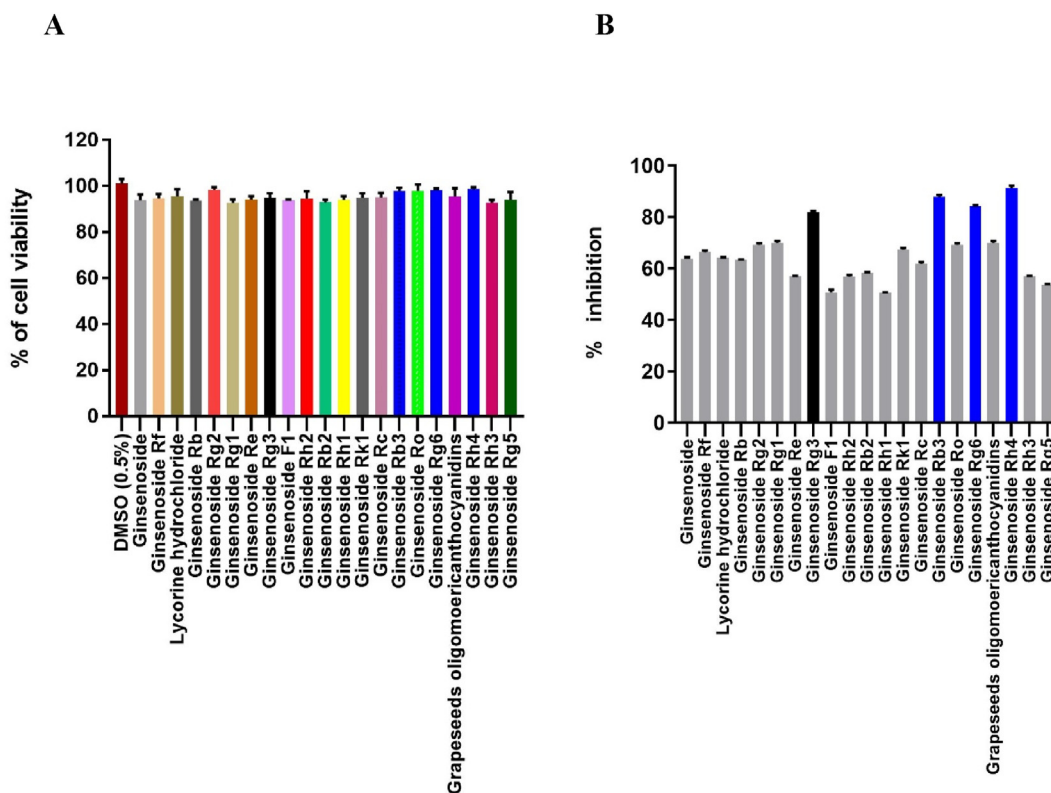 A
% of cell viability
120
100
80
60
40
20
0
DMSO (0.5%)
Ginsenoside
Ginsenoside Rf
Lycorine hydrochloride
Ginsenoside Rb
Ginsenoside Rg2
Ginsenoside Rg1
Ginsenoside Re
Ginsenoside Rg3
Ginsenoside F1
Ginsenoside Rh2
Ginsenoside Rb2
Ginsenoside Rh1
Ginsenoside Rk1
Ginsenoside Rc
Ginsenoside Rb3
Ginsenoside Ro
Ginsenoside Rg6
Grapeseeds oligomoericanthocyanidins
Ginsenoside Rh4
Ginsenoside Rh3
Ginsenoside Rg5
B
% inhibition
100
80
60
40
20
0
Ginsenoside
Ginsenoside Rf
Lycorine hydrochloride
Ginsenoside Rb
Ginsenoside Rg2
Ginsenoside Rg1
Ginsenoside Re
Ginsenoside Rg3
Ginsenoside F1
Ginsenoside Rh2
Ginsenoside Rb2
Ginsenoside Rh1
Ginsenoside Rk1
Ginsenoside Rc
Ginsenoside Rb3
Ginsenoside Ro
Ginsenoside Rg6
Grapeseeds oligomoericanthocyanidins
Ginsenoside Rh4
Ginsenoside Rh3
Ginsenoside Rg5